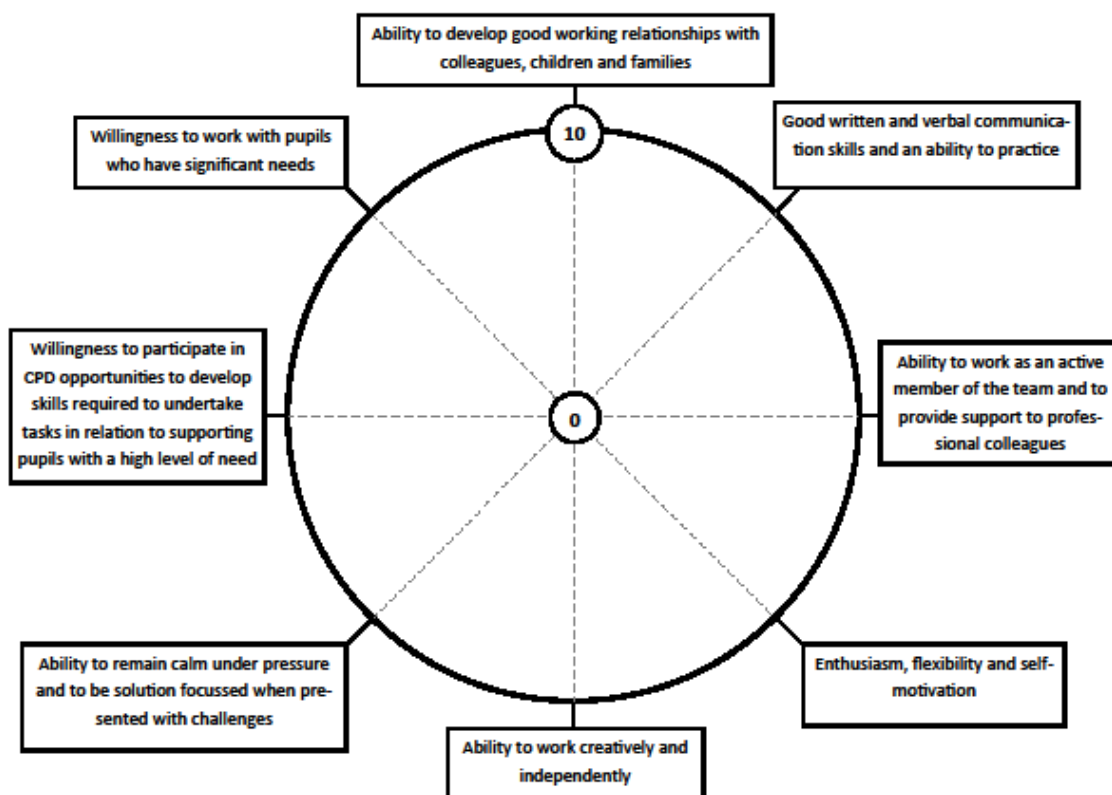 Ability to develop good working relationships with
colleagues, children and families
10
Willingness to work with pupils
who have significant needs
Good written and verbal communica-
tion skills and an ability to practice
Willingness to participate in
CPD opportunities to develop
skills required to undertake
tasks in relation to supporting
pupils with a high level of need
0
Ability to work as an active
member of the team and to
provide support to profes-
sional colleagues
Ability to remain calm under pressure
and to be solution focussed when pre-
sented with challenges
Enthusiasm, flexibility and self-
motivation
Ability to work creatively and
independently